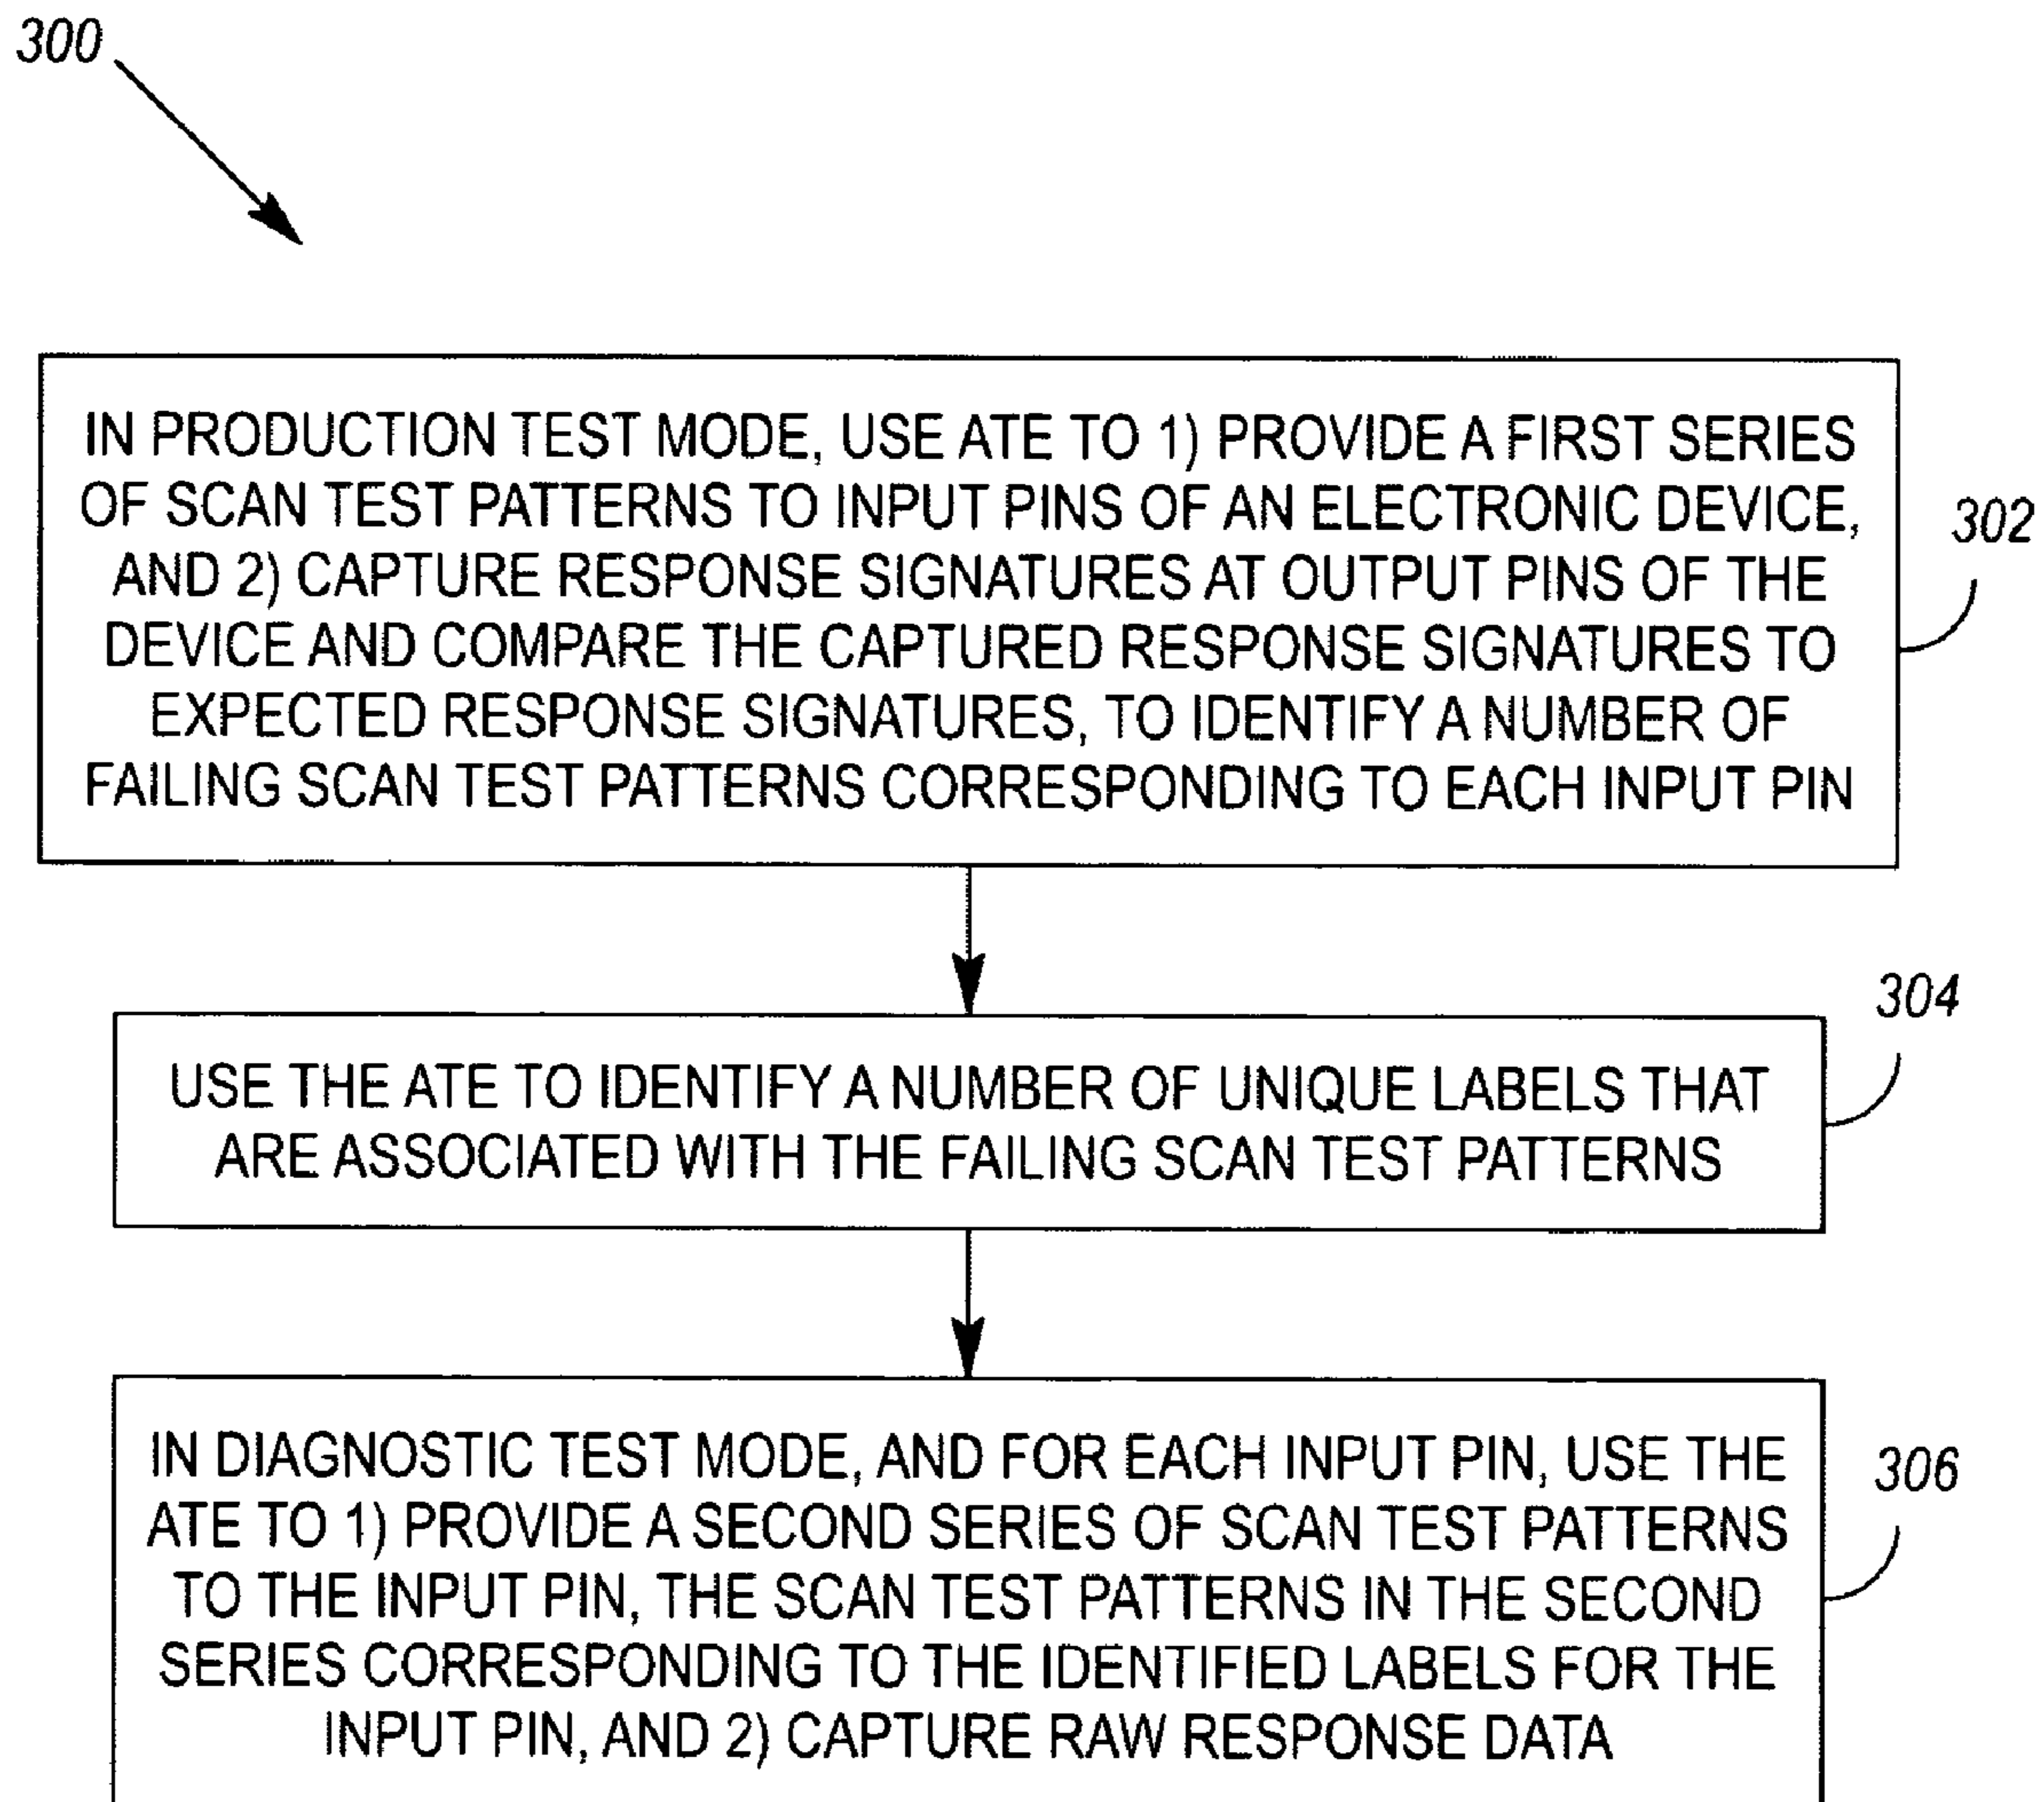 300
IN PRODUCTION TEST MODE, USE ATE TO 1) PROVIDE A FIRST SERIES
OF SCAN TEST PATTERNS TO INPUT PINS OF AN ELECTRONIC DEVICE,
AND 2) CAPTURE RESPONSE SIGNATURES AT OUTPUT PINS OF THE
DEVICE AND COMPARE THE CAPTURED RESPONSE SIGNATURES TO
EXPECTED RESPONSE SIGNATURES, TO IDENTIFY A NUMBER OF
FAILING SCAN TEST PATTERNS CORRESPONDING TO EACH INPUT PIN
302
304
USE THE ATE TO IDENTIFY A NUMBER OF UNIQUE LABELS THAT
ARE ASSOCIATED WITH THE FAILING SCAN TEST PATTERNS
IN DIAGNOSTIC TEST MODE, AND FOR EACH INPUT PIN, USE THE
ATE TO 1) PROVIDE A SECOND SERIES OF SCAN TEST PATTERNS
TO THE INPUT PIN, THE SCAN TEST PATTERNS IN THE SECOND
SERIES CORRESPONDING TO THE IDENTIFIED LABELS FOR THE
INPUT PIN, AND 2) CAPTURE RAW RESPONSE DATA
306